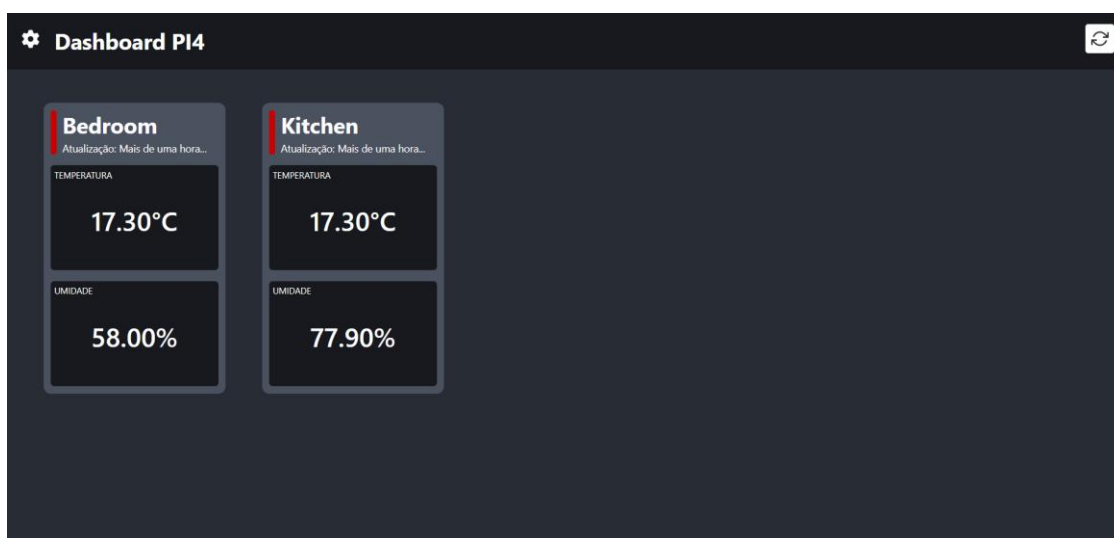 Dashboard PI4
Bedroom
Atualização: Mais de uma hora...
TEMPERATURA
17.30°C
UMIDADE
58.00%
Kitchen
Atualização: Mais de uma hora...
TEMPERATURA
17.30°C
UMIDADE
77.90%